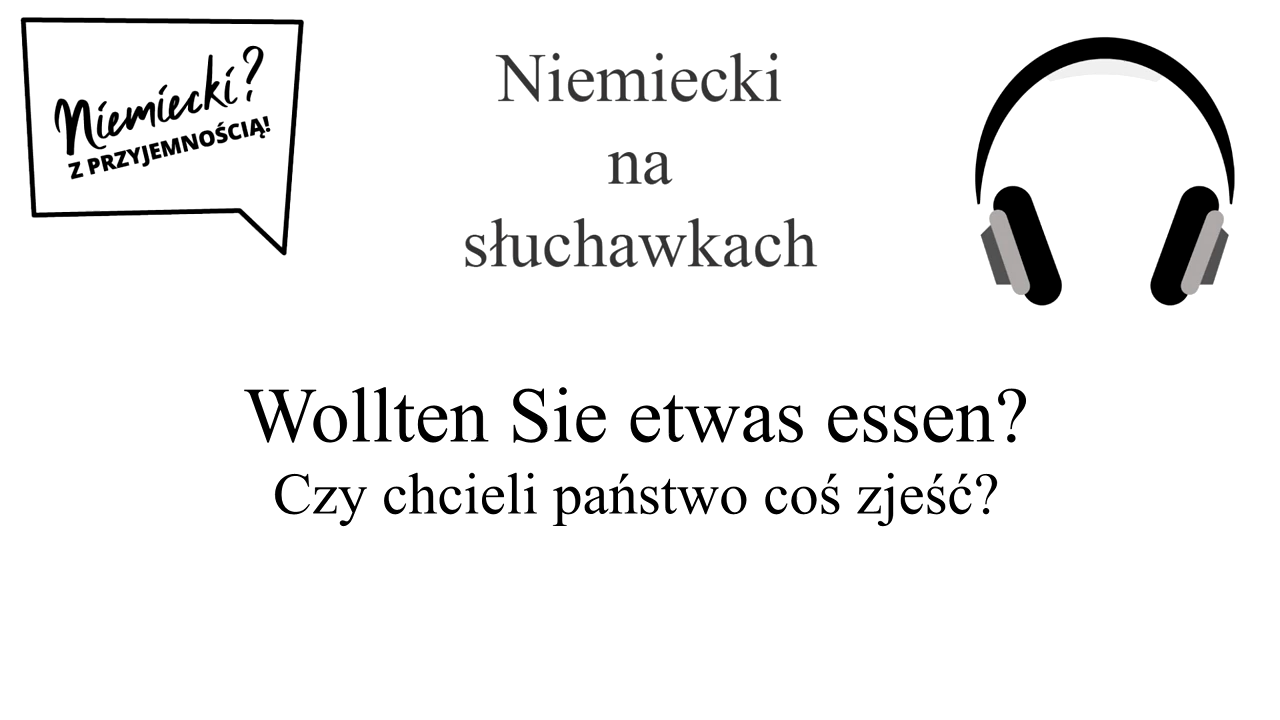 Niemiecki?
Z PRZYJEMNOŚCIĄ!
Niemiecki
na
słuchawkach
Wollten Sie etwas essen?
Czy chcieli państwo coś zjeść?